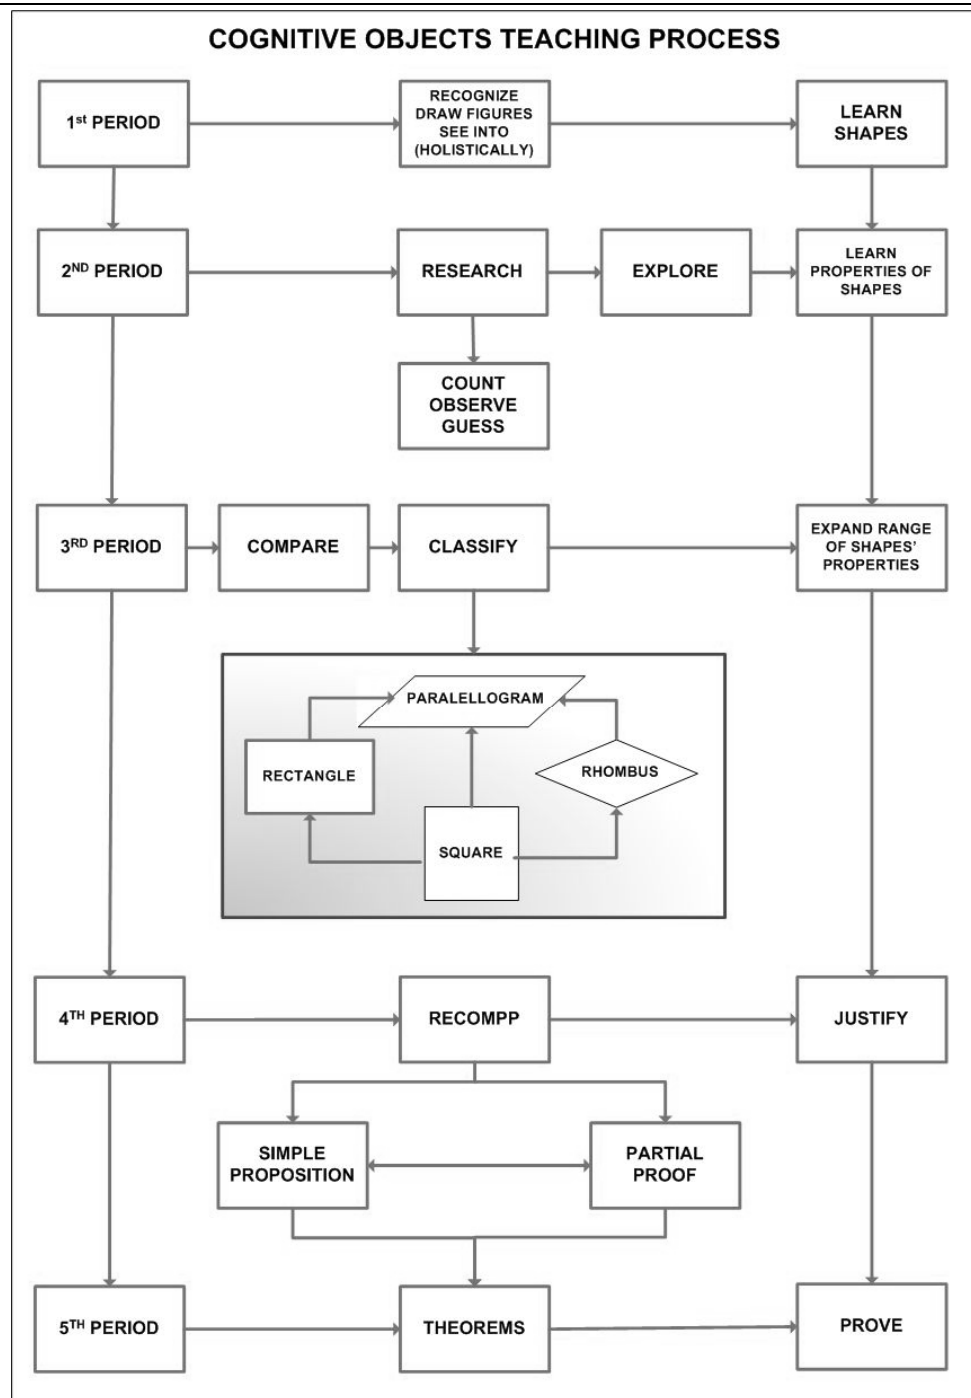 COGNITIVE OBJECTS TEACHING PROCESS
1st PERIOD
RECOGNIZE
DRAW FIGURES
SEE INTO
(HOLISTICALLY)
LEARN
SHAPES
2ND PERIOD
RESEARCH
EXPLORE
LEARN
PROPERTIES OF
SHAPES
COUNT
OBSERVE
GUESS
3RD PERIOD
COMPARE
CLASSIFY
EXPAND RANGE
OF SHAPES'
PROPERTIES
PARALELLOGRAM
RECTANGLE
RHOMBUS
SQUARE
4TH PERIOD
RECOMPP
JUSTIFY
SIMPLE
PROPOSITION
PARTIAL
PROOF
5TH PERIOD
THEOREMS
PROVE